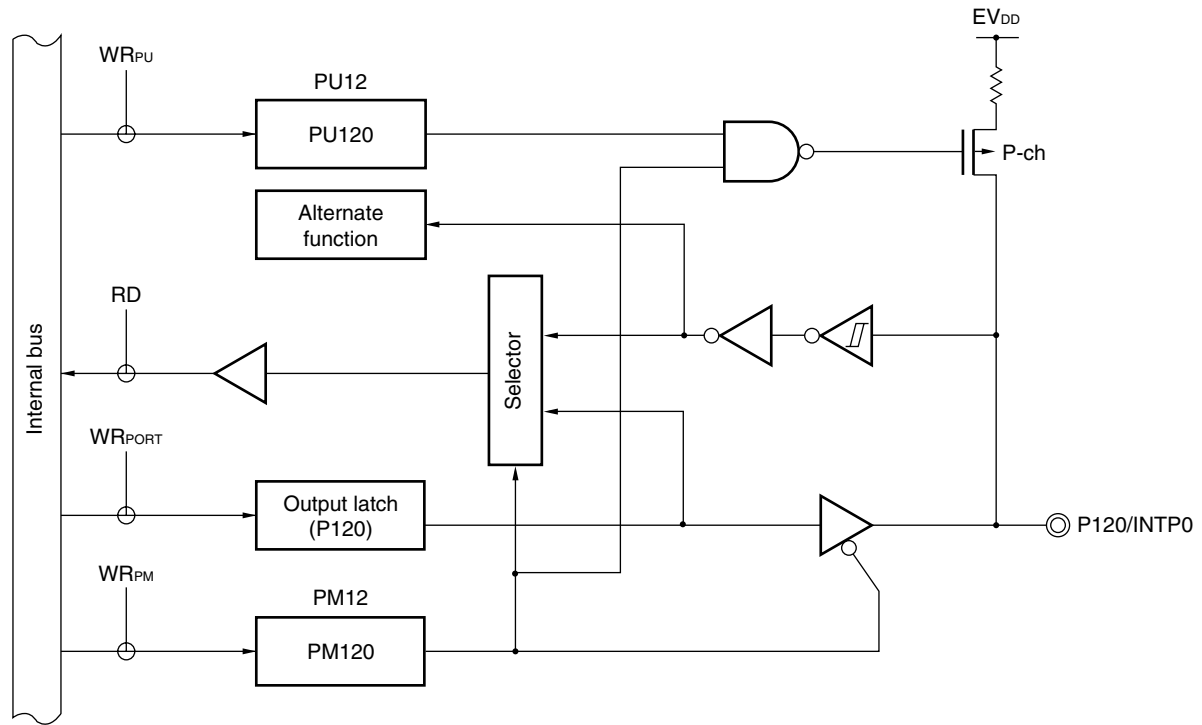 EVDD
WRPU
PU12
PU120
P-ch
Alternate
function
RD
Selector
Internal bus
WRPORT
Output latch
(P120)
P120/INTP0
WRPM
PM12
PM120